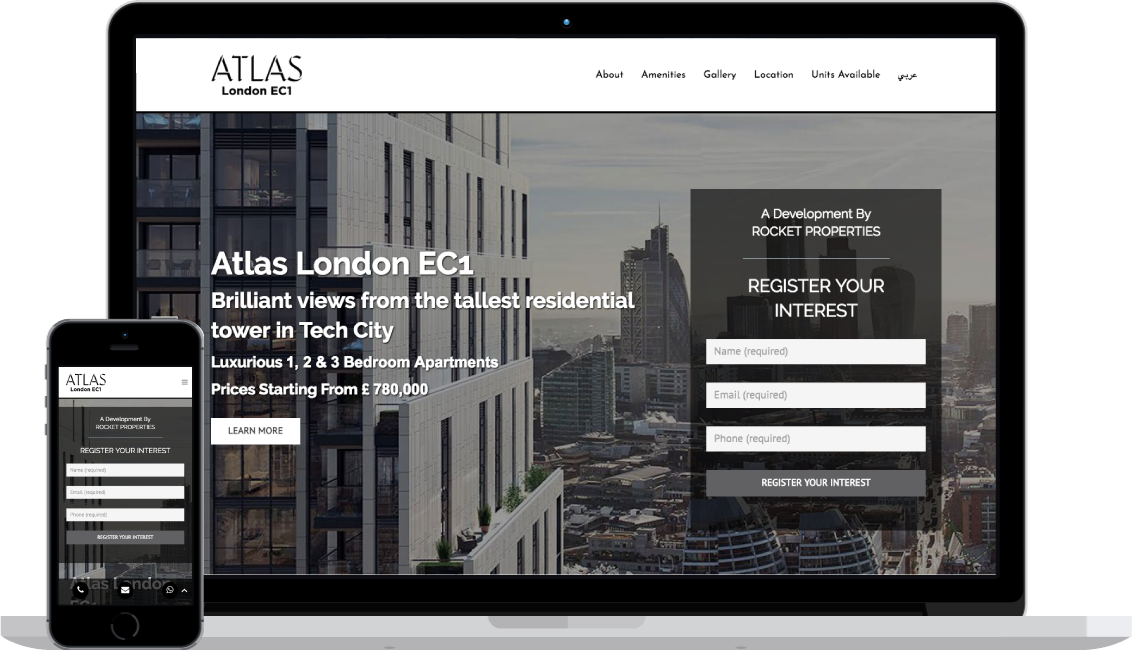 ATLAS
London EC1
About Amenities Gallery Location Units Available عربي
Atlas London EC1
Brilliant views from the tallest residential
tower in Tech City
Luxurious 1, 2 & 3 Bedroom Apartments
Prices Starting From £ 780,000
LEARN MORE
A Development By
ROCKET PROPERTIES
REGISTER YOUR
INTEREST
Name (required)
Email (required)
Phone (required)
REGISTER YOUR INTEREST
ATLAS
London EC1
A Development By
ROCKET PROPERTIES
REGISTER YOUR INTEREST
Name (required)
Email (required)
Phone (required)
REGISTER YOUR INTEREST
Atlas London
EC1